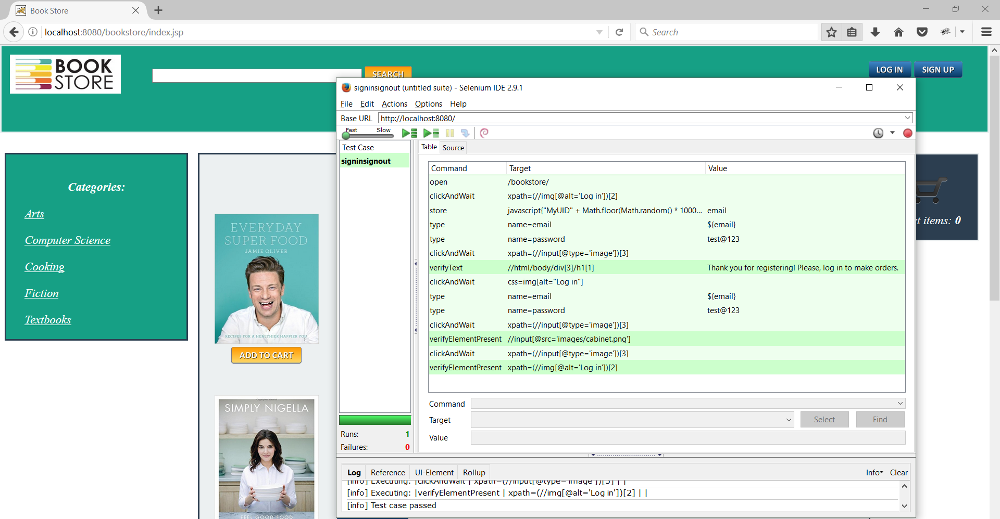 Book Store
localhost:8080/bookstore/index.jsp
Search
BOOK
STORE
SEARCH
LOG IN
SIGN UP
Categories:
Arts
Computer Science
Cooking
Fiction
Textbooks
EVERYDAY
SUPER FOOD
JAMIE OLIVER
RECIPES FOR A HEALTHIER HAPPIER YOU
ADD TO CART
SIMPLY NIGELLA
FEEL GOOD FOOD
t items: 0
signinsignout (untitled suite) - Selenium IDE 2.9.1
File Edit Actions Options Help
Base URL http://localhost:8080/
Fast Slow
Test Case
signinsignout
Table Source
Command Target Value
open /bookstore/
clickAndWait xpath=(//img[@alt='Log in'])[2]
store javascript{"MyUID" + Math.floor(Math.random() * 1000... email
type name=email ${email}
type name=password test@123
clickAndWait xpath=(//input[@type='image'])[3]
verifyText //html/body/div[3]/h1[1] Thank you for registering! Please, log in to make orders.
clickAndWait css=img[alt="Log in"]
type name=email ${email}
type name=password test@123
clickAndWait xpath=(//input[@type='image'])[3]
verifyElementPresent //input[@src='images/cabinet.png']
clickAndWait xpath=(//input[@type='image'])[3]
verifyElementPresent xpath=(//img[@alt='Log in'])[2]
Command
Target Select Find
Value
Runs: 1
Failures: 0
Log Reference UI-Element Rollup Info Clear
[info] Executing: |clickAndWait | xpath=(//input[@type='image'])[3] | |
[info] Executing: |verifyElementPresent | xpath=(//img[@alt='Log in'])[2] | |
[info] Test case passed